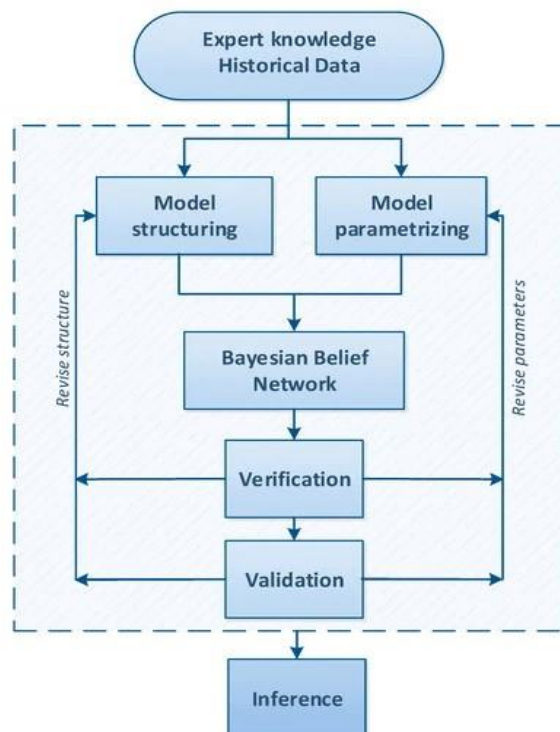 Expert knowledge
Historical Data
Model
structuring
Model
parametrizing
Revise structure
Revise parameters
Bayesian Belief
Network
Verification
Validation
Inference